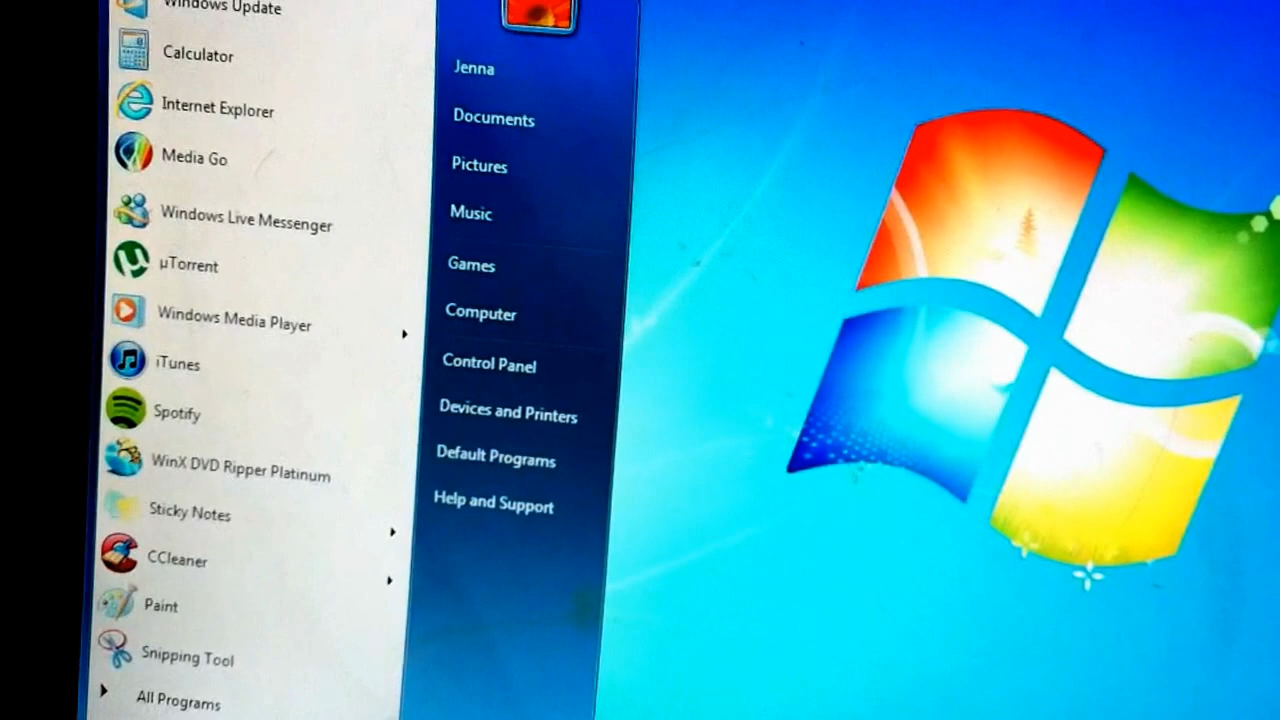 Windows Update
Calculator
Internet Explorer
Media Go
Windows Live Messenger
µTorrent
Windows Media Player
iTunes
Spotify
WinX DVD Ripper Platinum
Sticky Notes
CCleaner
Paint
Snipping Tool
All Programs
Jenna
Documents
Pictures
Music
Games
Computer
Control Panel
Devices and Printers
Default Programs
Help and Support